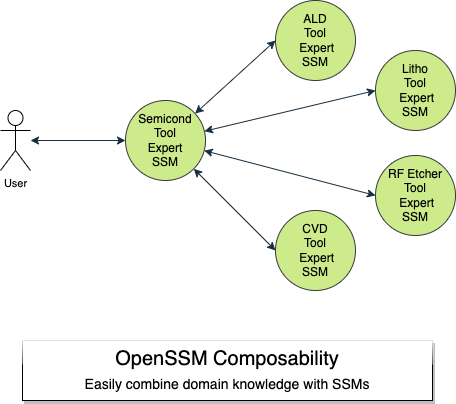 ALD
Tool
Expert
SSM
Litho
Tool
Expert
SSM
Semicond
Tool
Expert
SSM
User
RF Etcher
Tool
Expert
SSM
CVD
Tool
Expert
SSM
OpenSSM Composability
Easily combine domain knowledge with SSMs